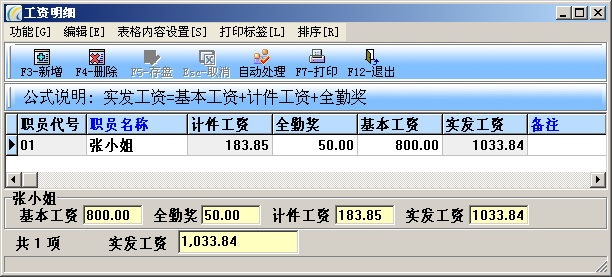 工资明细
功能[G] 编辑[E] 表格内容设置[S] 打印标签[L] 排序[R]
F3-新增 F4-删除 F5-存盘 Esc-取消 自动处理 F7-打印 F12-退出
公式说明: 实发工资=基本工资+计件工资+全勤奖
职员代号 职员名称 计件工资 全勤奖 基本工资 实发工资 备注
01 张小姐 183.85 50.00 800.00 1033.84
张小姐
基本工资 800.00 全勤奖 50.00 计件工资 183.85 实发工资 1033.84
共 1 项 实发工资 1,033.84